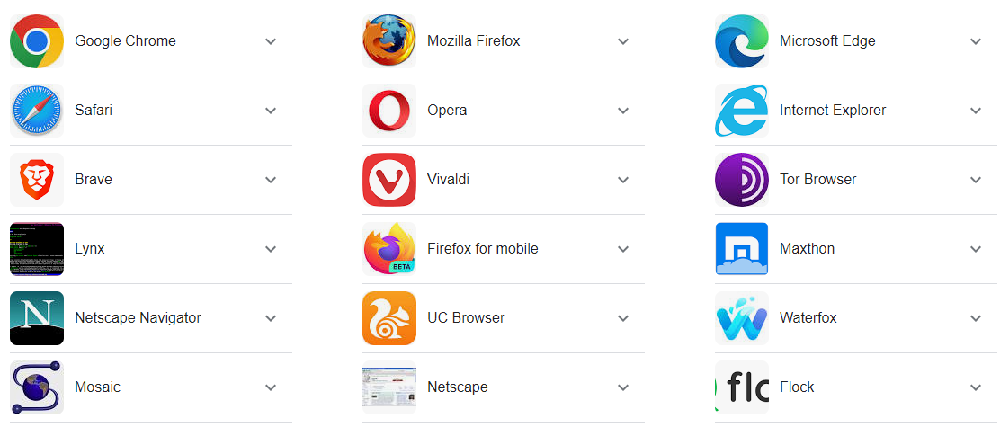 Google Chrome
Mozilla Firefox
Microsoft Edge
Safari
Opera
Internet Explorer
Brave
Vivaldi
Tor Browser
Lynx
BETA
Firefox for mobile
Maxthon
N
Netscape Navigator
UC Browser
Waterfox
Mosaic
Netscape
floc
Flock